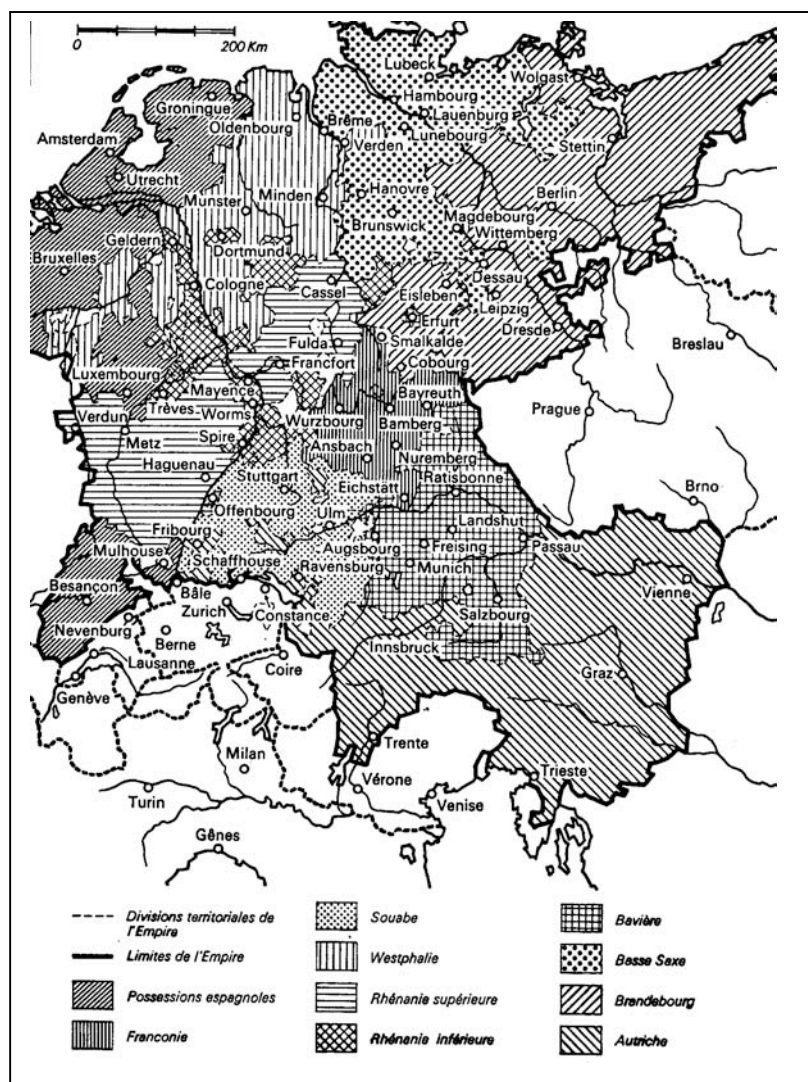 0 200 Km
Lubeck
Wolgast
Groningue
Hambourg
Oldenbourg
Lauenburg
Brême
Lunebourg
Stettin
Amsterdam
Verden
Utrecht
Minden
Hanovre
Berlin
Munster
Brunswick
Magdebourg
Wittemberg
Geldern
Bruxelles
Dortmund
Dessau
Cologne
Cassel
Eisleben
Leipzig
Erfurt
Dresde
Smalkalde
Breslau
Fulda
Cobourg
Francfort
Luxembourg
Mayence
Bayreuth
Prague
Trèves
Worms
Verdun
Wurzbourg
Bamberg
Metz
Spire
Ansbach
Nuremberg
Haguenau
Ratisbonne
Brno
Stuttgart
Eichstätt
Offenbourg
Ulm
Landshut
Fribourg
Augsbourg
Freising
Passau
Mulhouse
Schaffhouse
Ravensburg
Munich
Vienne
Besançon
Bâle
Zurich
Constance
Salzbourg
Nevenburg
Berne
Innsbruck
Lausanne
Coire
Graz
Genève
Trente
Milan
Trieste
Vérone
Turin
Venise
Gênes
Divisions territoriales de
l'Empire
Limites de l'Empire
Possessions espagnoles
Franconie
Souabe
Westphalie
Rhénanie supérieure
Rhénanie inférieure
Bavière
Basse Saxe
Brandebourg
Autriche